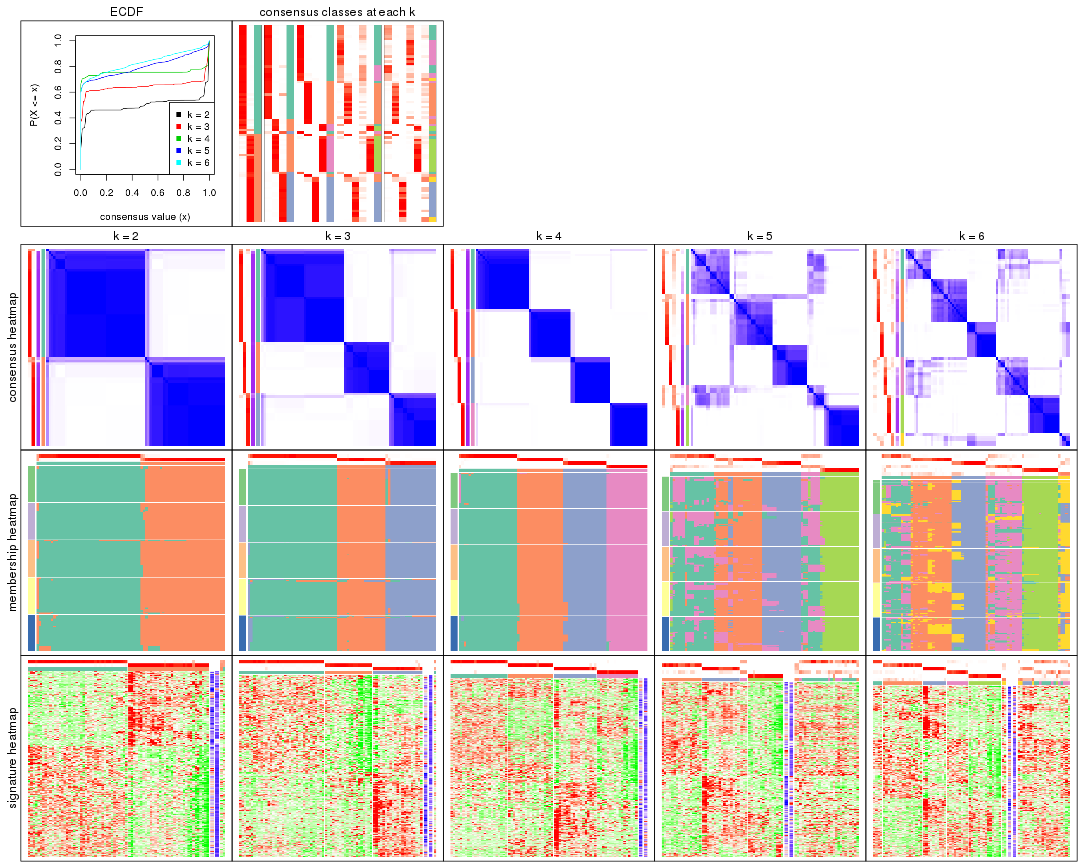 ECDF
consensus classes at each k
P(X <= x)
0.0 0.2 0.4 0.6 0.8 1.0
k = 2
k = 3
k = 4
k = 5
k = 6
0.0 0.2 0.4 0.6 0.8 1.0
consensus value (x)
k = 2
k = 3
k = 4
k = 5
k = 6
consensus heatmap
membership heatmap
signature heatmap